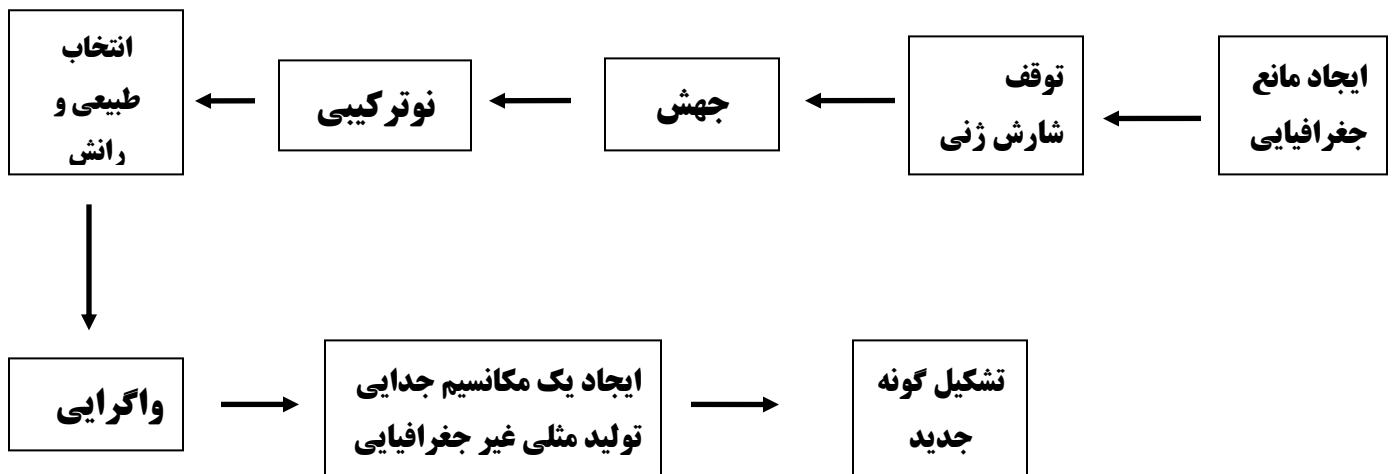 ایجاد مانع
جغرافیایی
توقف
شارش ژنی
جهش
نوترکیبی
انتخاب
طبیعی و
رانش
واگرایی
ایجاد یک مکانسیم جدایی
تولید مثلی غیر جغرافیایی
تشکیل گونه
جدید